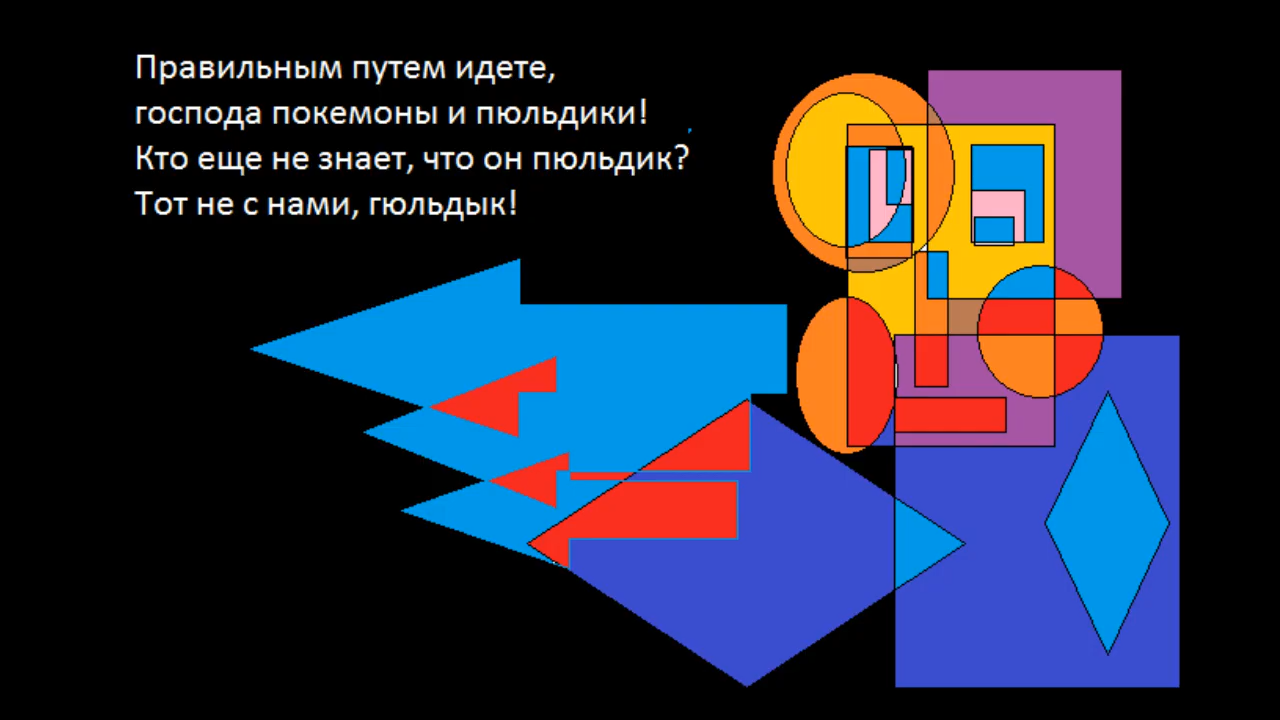 Правильным путем идете,
господа покемоны и пюльдики!
Кто еще не знает, что он пюльдик?
Тот не с нами, гюльдык!